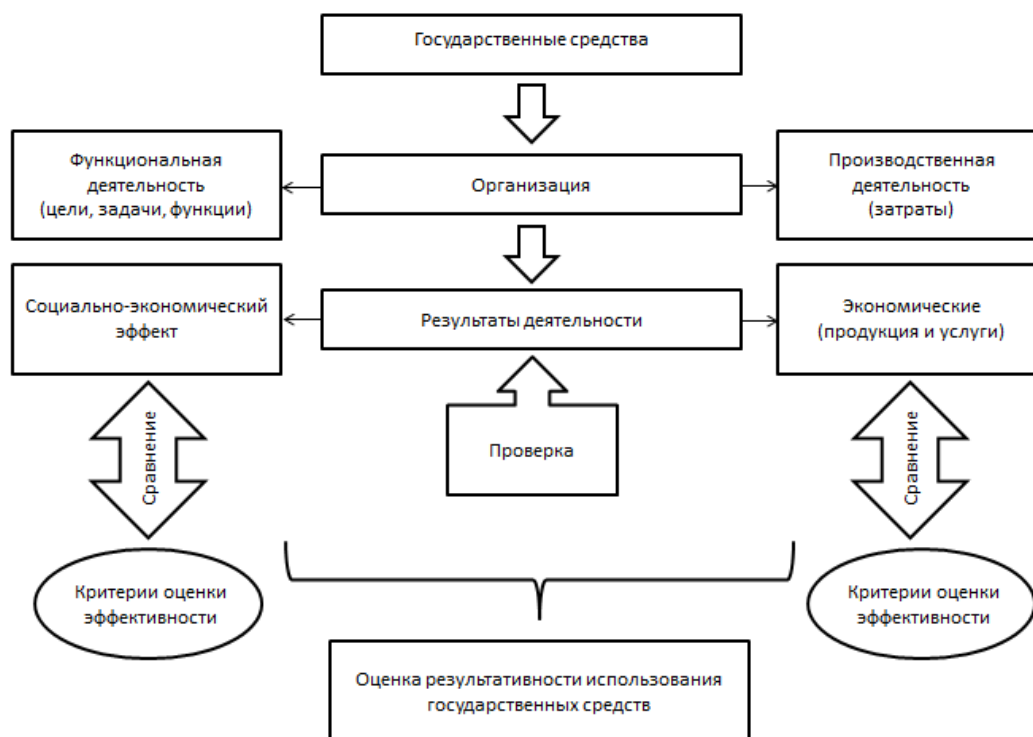 Государственные средства
Функциональная
деятельность
(цели, задачи, функции)
Организация
Производственная
деятельность
(затраты)
Социально-экономический
эффект
Результаты деятельности
Экономические
(продукция и услуги)
Сравнение
Проверка
Сравнение
Критерии оценки
эффективности
Критерии оценки
эффективности
Оценка результативности использования
государственных средств